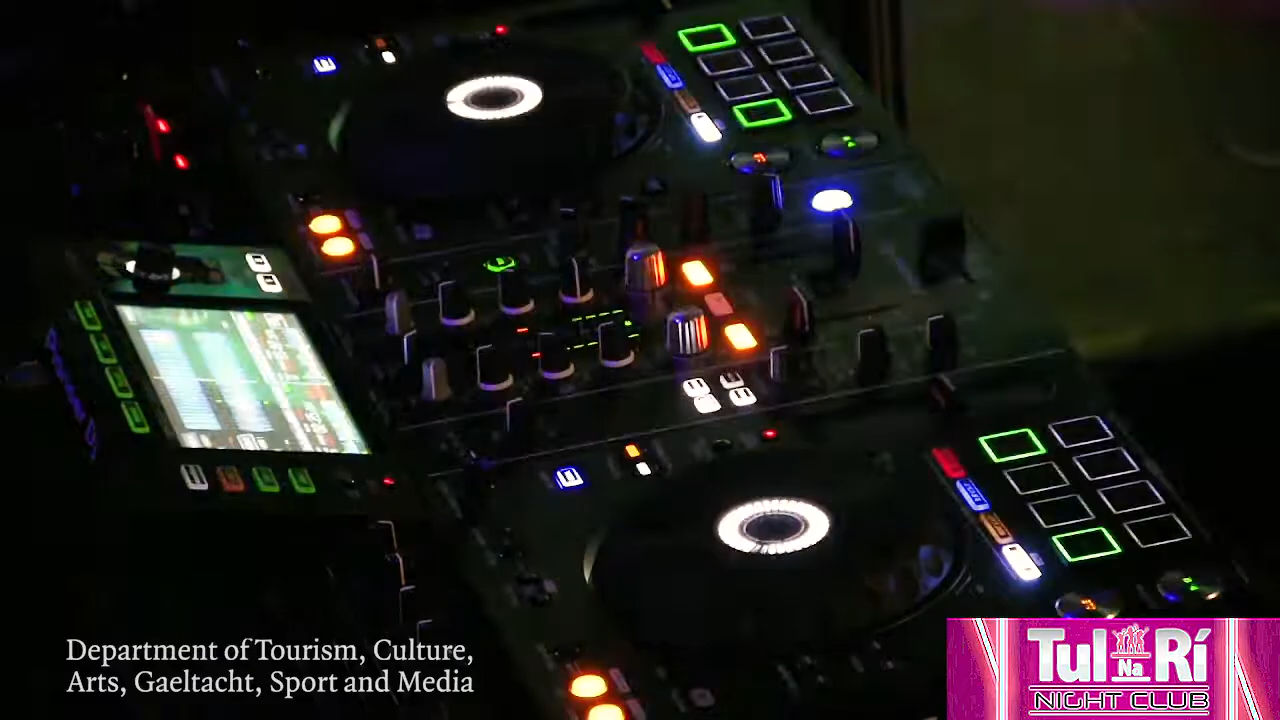 Department of Tourism, Culture,
Arts, Gaeltacht, Sport and Media
Tul Na Rí
NIGHT CLUB